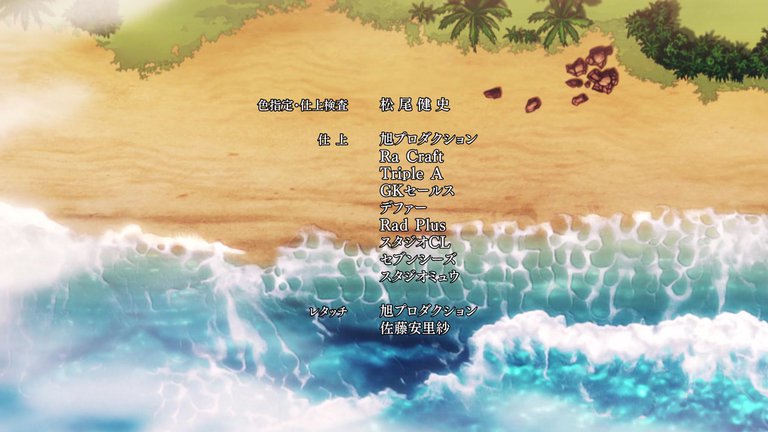 色指定・仕上検査 松尾健史
仕上 旭プロダクション
Ra Craft
Triple A
GKセールス
デファー
Rad Plus
スタジオCL
セブンシーズ
スタジオミュウ
レタッチ 旭プロダクション
佐藤安里紗